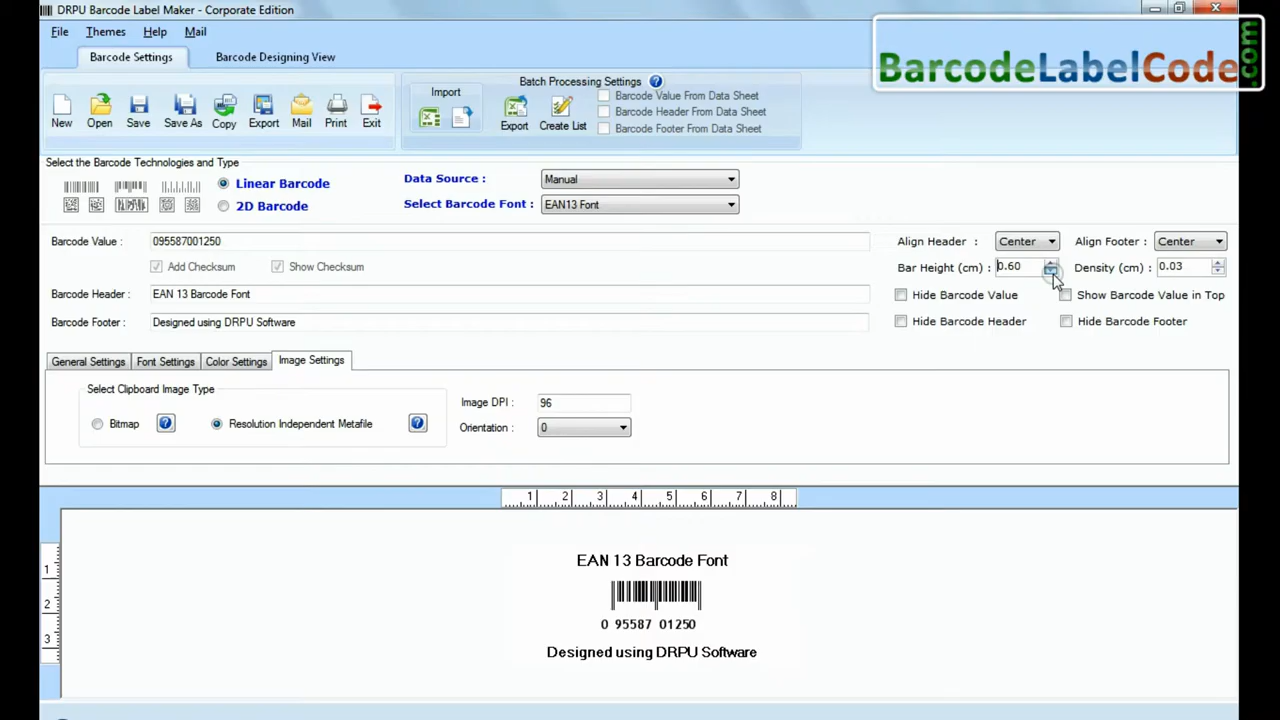 DRPU Barcode Label Maker - Corporate Edition
File Themes Help Mail
BarcodeLabelCode.com
Barcode Settings Barcode Designing View
Batch Processing Settings
Import
New Open Save Save As Copy Export Mail Print Exit
Export Create List
Barcode Value From Data Sheet
Barcode Header From Data Sheet
Barcode Footer From Data Sheet
Select the Barcode Technologies and Type
Linear Barcode
2D Barcode
Data Source : Manual
Select Barcode Font : EAN13 Font
Barcode Value : 095587001250
Add Checksum Show Checksum
Barcode Header : EAN 13 Barcode Font
Barcode Footer : Designed using DRPU Software
Align Header : Center Align Footer : Center
Bar Height (cm) : 0.60 Density (cm) : 0.03
Hide Barcode Value Show Barcode Value in Top
Hide Barcode Header Hide Barcode Footer
General Settings Font Settings Color Settings Image Settings
Select Clipboard Image Type
Bitmap ? Resolution Independent Metafile ?
Image DPI : 96
Orientation : 0
1 2 3 4 5 6 7 8
1
2
3
EAN 13 Barcode Font
0 95587 01250
Designed using DRPU Software